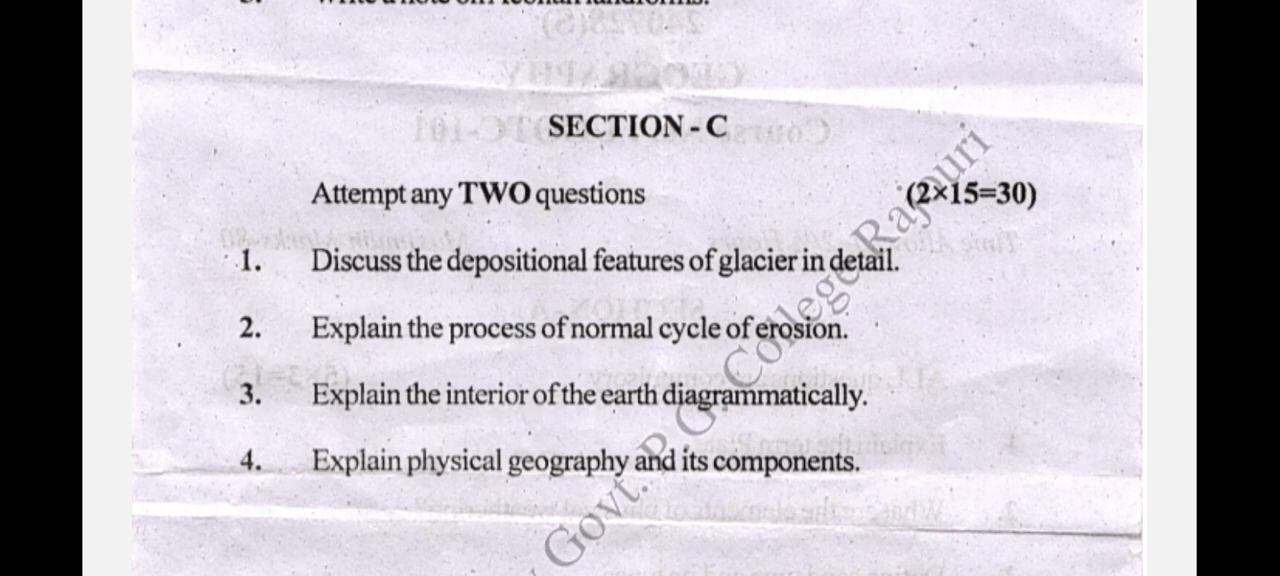 SECTION - C
Attempt any TWO questions (2×15=30)
1. Discuss the depositional features of glacier in detail.
2. Explain the process of normal cycle of erosion.
3. Explain the interior of the earth diagrammatically.
4. Explain physical geography and its components.
Govt. P.G. College Rajouri